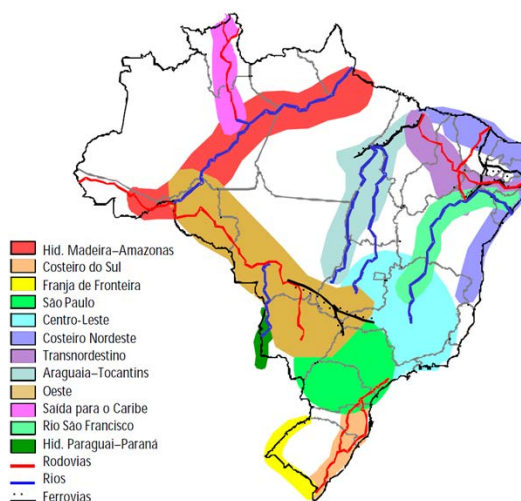 Hid. Madeira–Amazonas
Costeiro do Sul
Franja de Fronteira
São Paulo
Centro-Leste
Costeiro Nordeste
Transnordestino
Araguaia–Tocantins
Oeste
Saída para o Caribe
Rio São Francisco
Hid. Paraguai–Paraná
Rodovias
Rios
Ferrovias